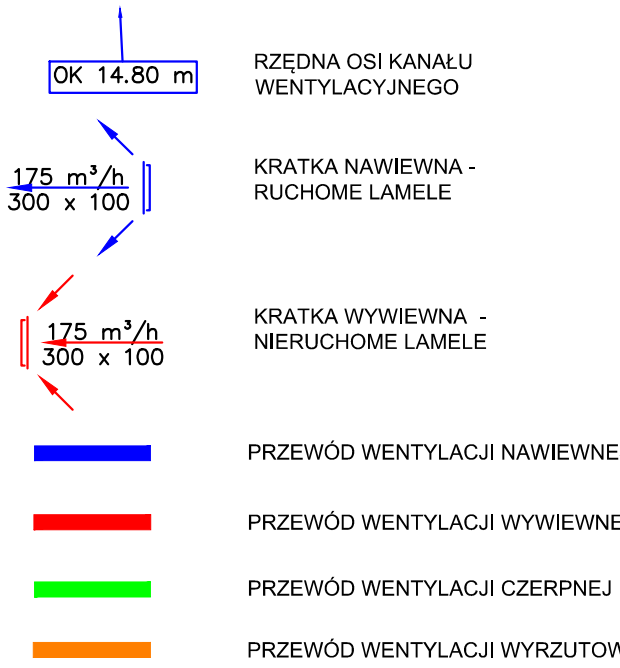 OK 14.80 m
RZĘDNA OSI KANAŁU
WENTYLACYJNEGO
175 m³/h
300 x 100
KRATKA NAWIEWNA -
RUCHOME LAMELE
175 m³/h
300 x 100
KRATKA WYWIEWNA -
NIERUCHOME LAMELE
PRZEWÓD WENTYLACJI NAWIEWNE
PRZEWÓD WENTYLACJI WYWIEWNE
PRZEWÓD WENTYLACJI CZERPNEJ
PRZEWÓD WENTYLACJI WYRZUTOW